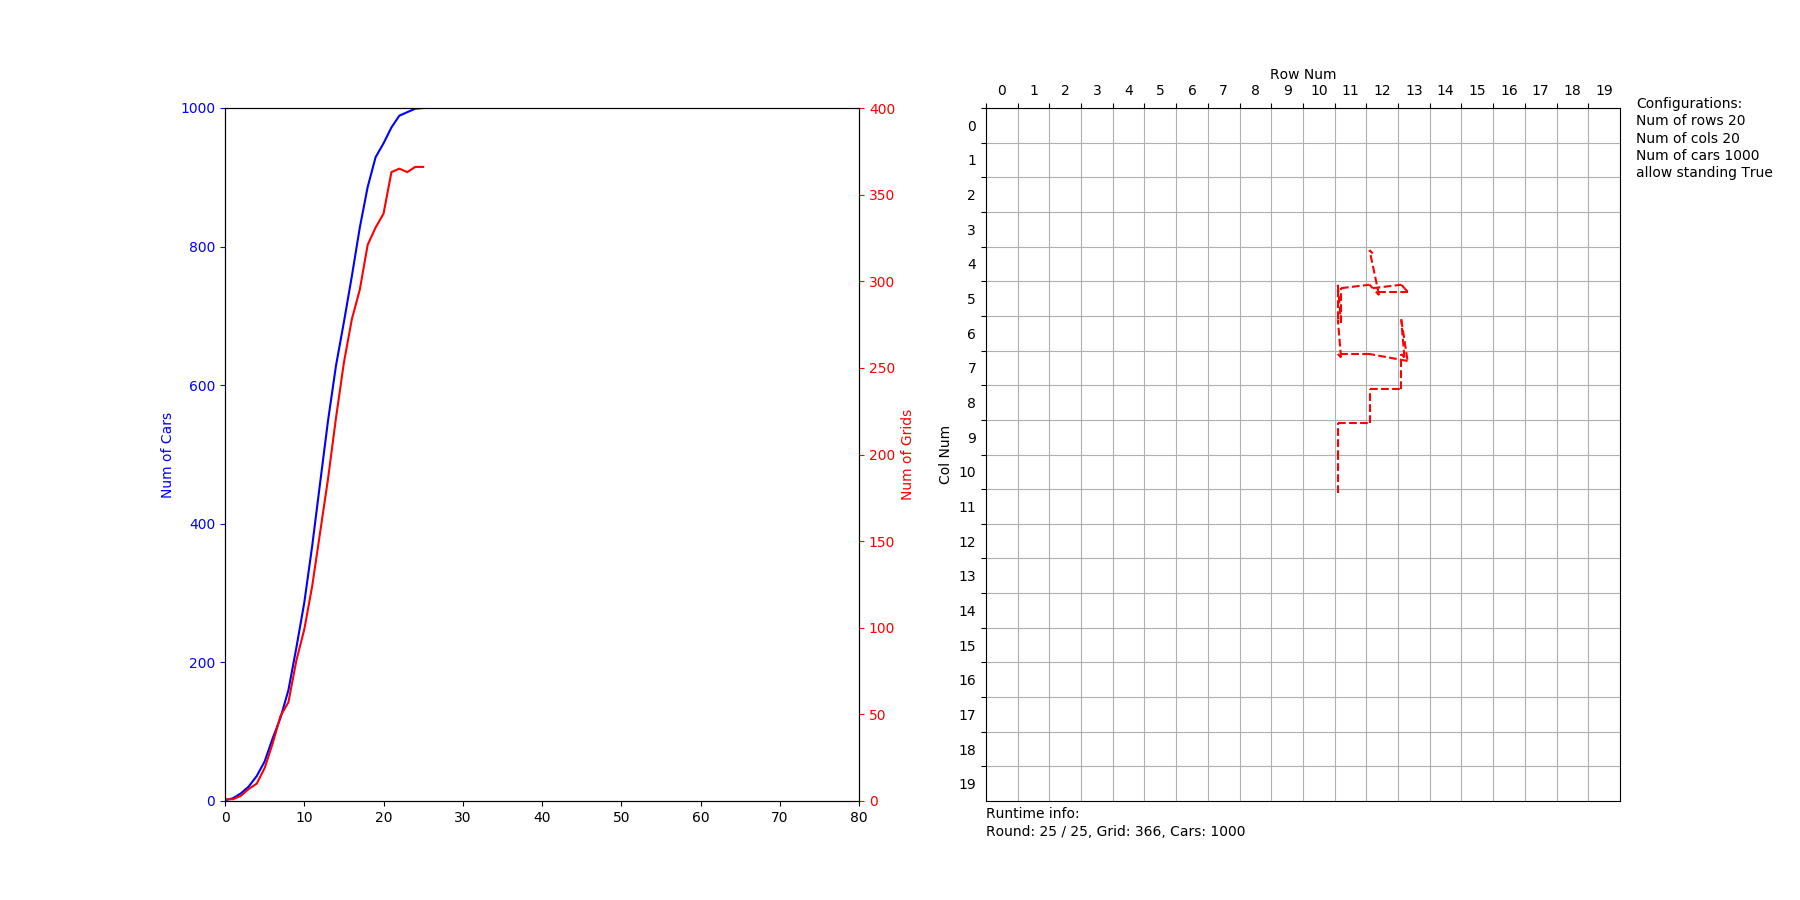 Num of Cars
1000
800
600
400
200
0
0 10 20 30 40 50 60 70 80
400
350
300
250
200
150
100
50
0
Num of Grids
Row Num
0 1 2 3 4 5 6 7 8 9 10 11 12 13 14 15 16 17 18 19
Col Num
0
1
2
3
4
5
6
7
8
9
10
11
12
13
14
15
16
17
18
19
Configurations:
Num of rows 20
Num of cols 20
Num of cars 1000
allow standing True
Runtime info:
Round: 25 / 25, Grid: 366, Cars: 1000